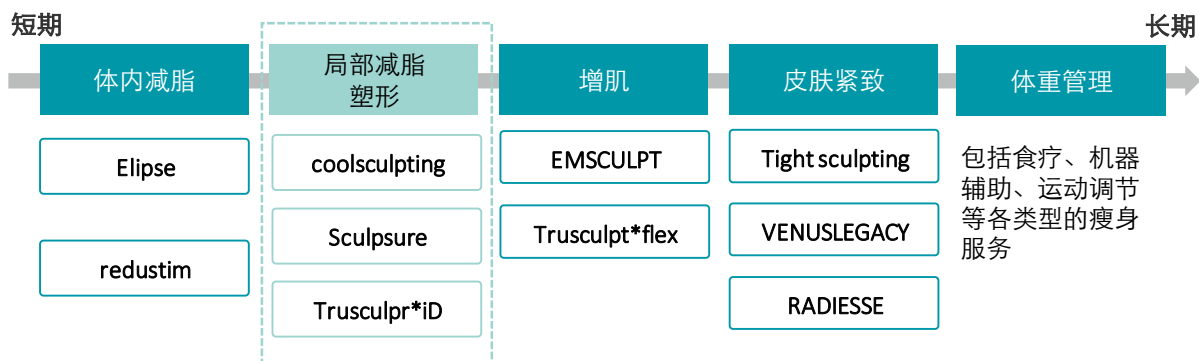 短期
长期
体内减脂
局部减脂
塑形
增肌
皮肤紧致
体重管理
Elipse
redustim
coolsculpting
Sculpsure
Trusculpr*iD
EMSCULPT
Trusculpt*flex
Tight sculpting
VENUSLEGACY
RADIESSE
包括食疗、机器
辅助、运动调节
等各类型的瘦身
服务